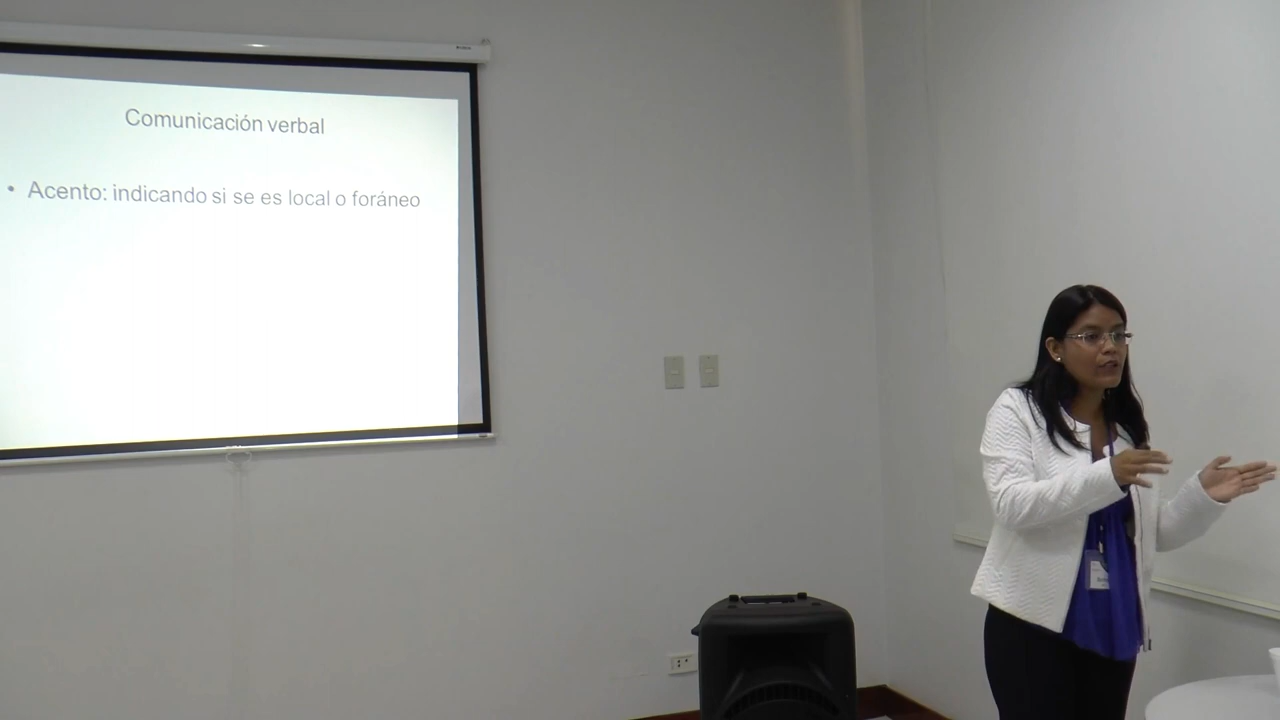 Comunicación verbal
• Acento: indicando si se es local o foráneo